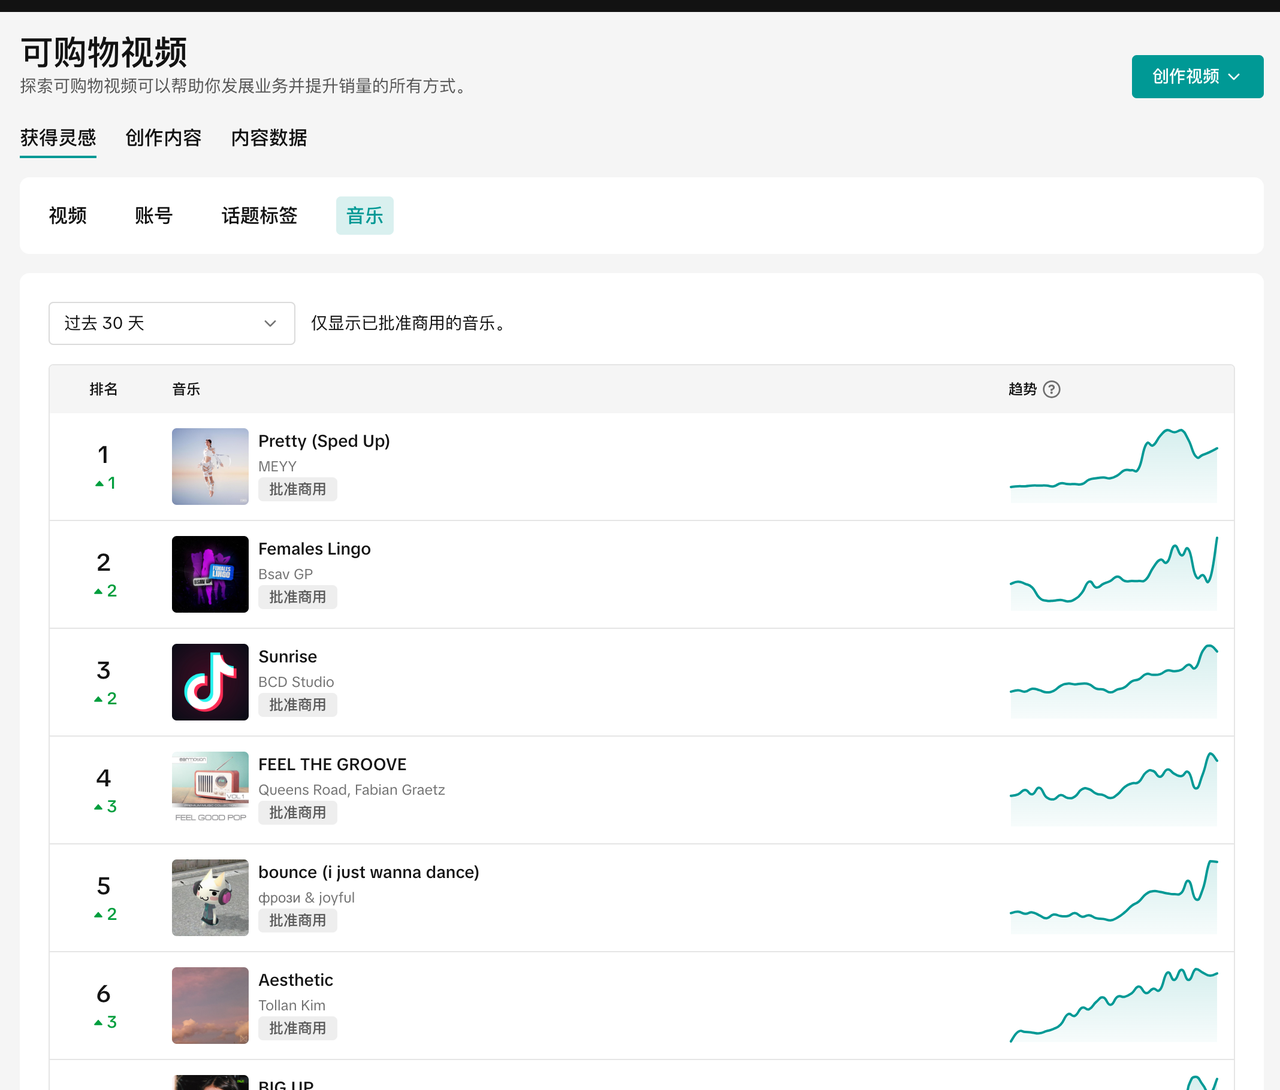 可购物视频
探索可购物视频可以帮助你发展业务并提升销量的所有方式。
创作视频
获得灵感 创作内容 内容数据
视频 账号 话题标签 音乐
过去 30 天 仅显示已批准商用的音乐。
排名 音乐 趋势 ?
1
1
Pretty (Sped Up)
MEYY
批准商用
2
2
FEMALES LINGO
Females Lingo
Bsav GP
批准商用
3
2
Sunrise
BCD Studio
批准商用
4
3
VOL.1
FEEL GOOD POP
FEEL THE GROOVE
Queens Road, Fabian Graetz
批准商用
5
2
bounce (i just wanna dance)
фрози & joyful
批准商用
6
3
Aesthetic
Tollan Kim
批准商用
BIG UP